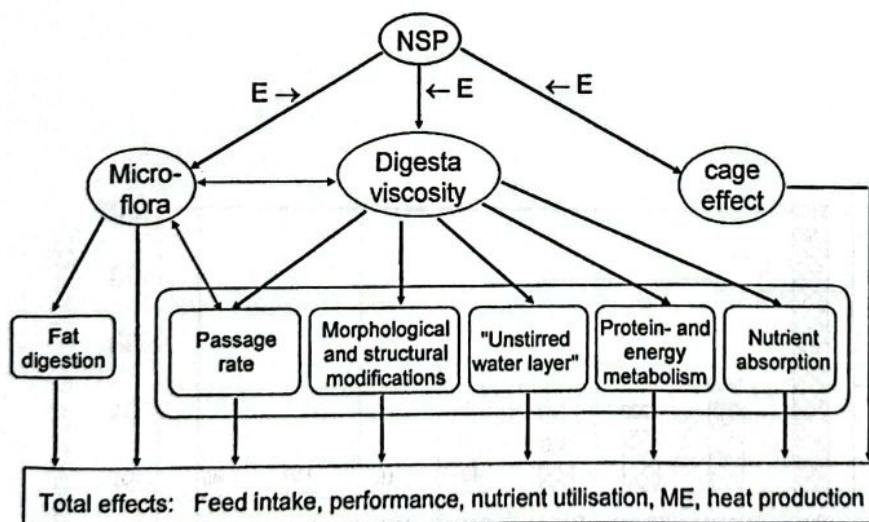 NSP
E → ← E ← E
Micro-
flora
Digesta
viscosity
cage
effect
Fat
digestion
Passage
rate
Morphological
and structural
modifications
"Unstirred
water layer"
Protein- and
energy
metabolism
Nutrient
absorption
Total effects: Feed intake, performance, nutrient utilisation, ME, heat production